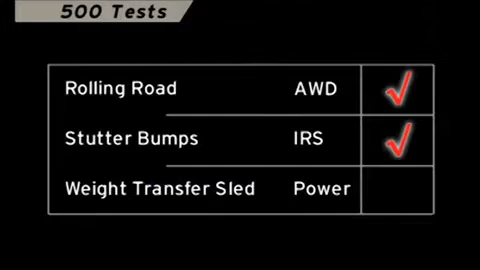 500 Tests
Rolling Road AWD
Stutter Bumps IRS
Weight Transfer Sled Power